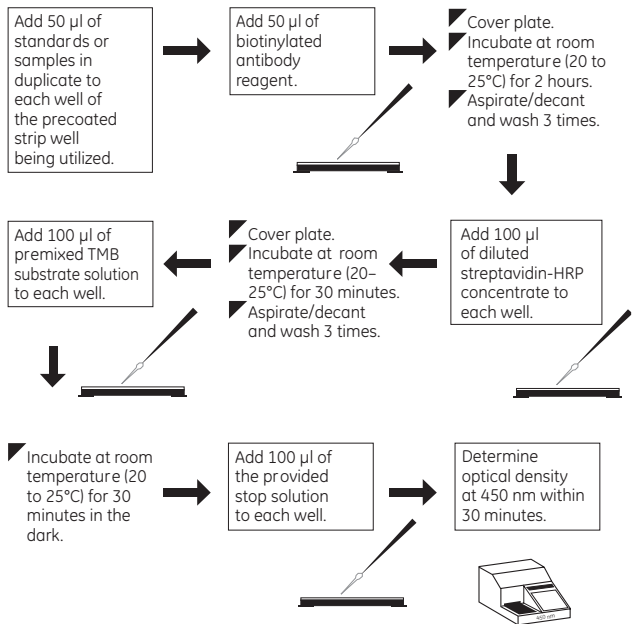 Add 50 µl of
standards or
samples in
duplicate to
each well of
the precoated
strip well
being utilized.
Add 50 µl of
biotinylated
antibody
reagent.
Cover plate.
Incubate at room
temperature (20 to
25°C) for 2 hours.
Aspirate/decant
and wash 3 times.
Add 100 µl
of diluted
streptavidin-HRP
concentrate to
each well.
Cover plate.
Incubate at room
temperature (20–
25°C) for 30 minutes.
Aspirate/decant
and wash 3 times.
Add 100 µl of
premixed TMB
substrate solution
to each well.
Incubate at room
temperature (20
to 25°C) for 30
minutes in the
dark.
Add 100 µl of
the provided
stop solution
to each well.
Determine
optical density
at 450 nm within
30 minutes.
450 nm